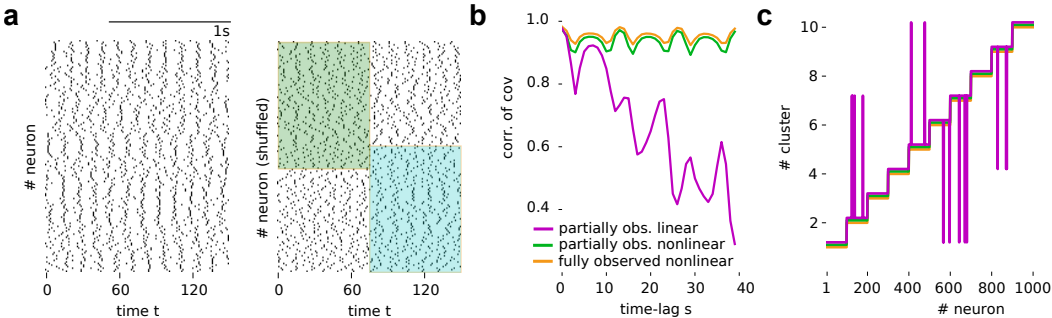 a
1s
# neuron
0
60
120
time t
# neuron (shuffled)
0
60
120
time t
b
1.0
0.8
0.6
0.4
corr. of cov
partially obs. linear
partially obs. nonlinear
fully observed nonlinear
0
10
20
30
40
time-lag s
c
10
8
6
4
2
# cluster
1
200
400
600
800
1000
# neuron